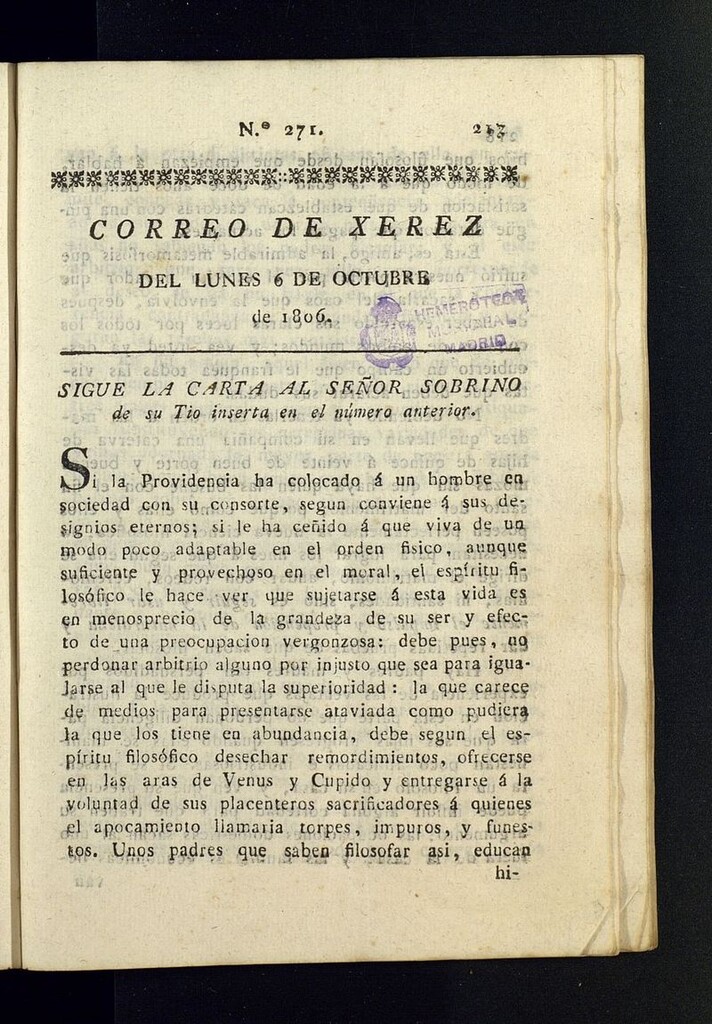 N.º 271. 217
CORREO DE XEREZ
DEL LUNES 6 DE OCTUBRE
de 1806.
HEMEROTECA
MUNICIPAL
MADRID
SIGUE LA CARTA AL SEÑOR SOBRINO
de su Tio inserta en el número anterior.
Si la Providencia ha colocado á un hombre en
sociedad con su consorte, segun conviene á sus de-
signios eternos; si le ha ceñido á que viva de un
modo poco adaptable en el orden fisico, aunque
suficiente y provechoso en el moral, el espíritu fi-
losófico le hace ver que sujetarse á esta vida es
en menosprecio de la grandeza de su ser y efec-
to de una preocupacion vergonzosa: debe pues, no
perdonar arbitrio alguno por injusto que sea para igua-
larse al que le disputa la superioridad: la que carece
de medios para presentarse ataviada como pudiera
la que los tiene en abundancia, debe segun el es-
píritu filosófico desechar remordimientos, ofrecerse
en las aras de Venus y Cupido y entregarse á la
voluntad de sus placenteros sacrificadores á quienes
el apocamiento llamaria torpes, impuros, y funes-
tos. Unos padres que saben filosofar asi, educan
hi-